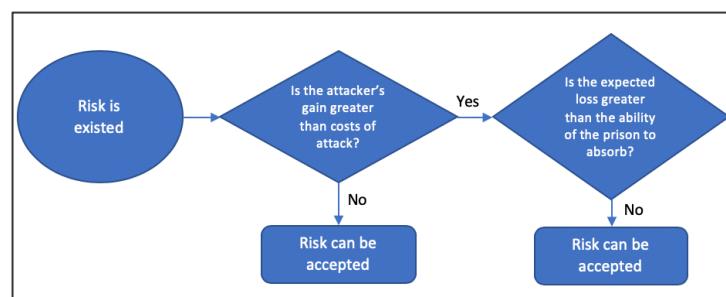 Risk is
existed
Is the attacker's
gain greater
than costs of
attack?
Yes
Is the expected
loss greater
than the ability
of the prison to
absorb?
No
Risk can be
accepted
No
Risk can be
accepted